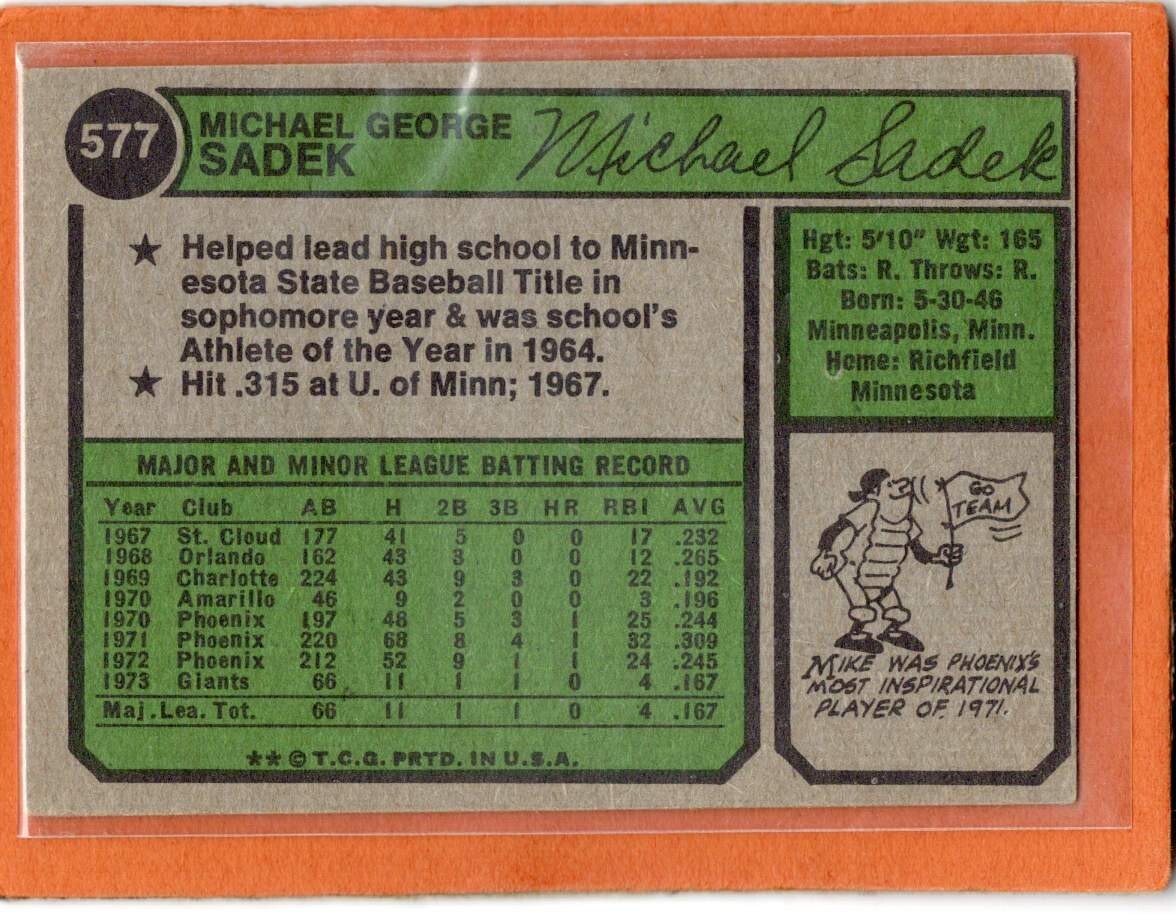 577
MICHAEL GEORGE
SADEK
Michael Sadek
★ Helped lead high school to Minn-
esota State Baseball Title in
sophomore year & was school's
Athlete of the Year in 1964.
★ Hit .315 at U. of Minn; 1967.
Hgt: 5'10" Wgt: 165
Bats: R. Throws: R.
Born: 5-30-46
Minneapolis, Minn.
Home: Richfield
Minnesota
MAJOR AND MINOR LEAGUE BATTING RECORD
Year Club AB H 2B 3B HR RBI AVG
1967 St. Cloud 177 41 5 0 0 17 .232
1968 Orlando 162 43 3 0 0 12 .265
1969 Charlotte 224 43 9 3 0 22 .192
1970 Amarillo 46 9 2 0 0 3 .196
1970 Phoenix 197 48 5 3 1 25 .244
1971 Phoenix 220 68 8 4 1 32 .309
1972 Phoenix 212 52 9 1 1 24 .245
1973 Giants 66 11 1 1 0 4 .167
Maj. Lea. Tot. 66 11 1 1 0 4 .167
** © T.C.G. PRTD. IN U.S.A.
GO
TEAM
MIKE WAS PHOENIX'S
MOST INSPIRATIONAL
PLAYER OF 1971.